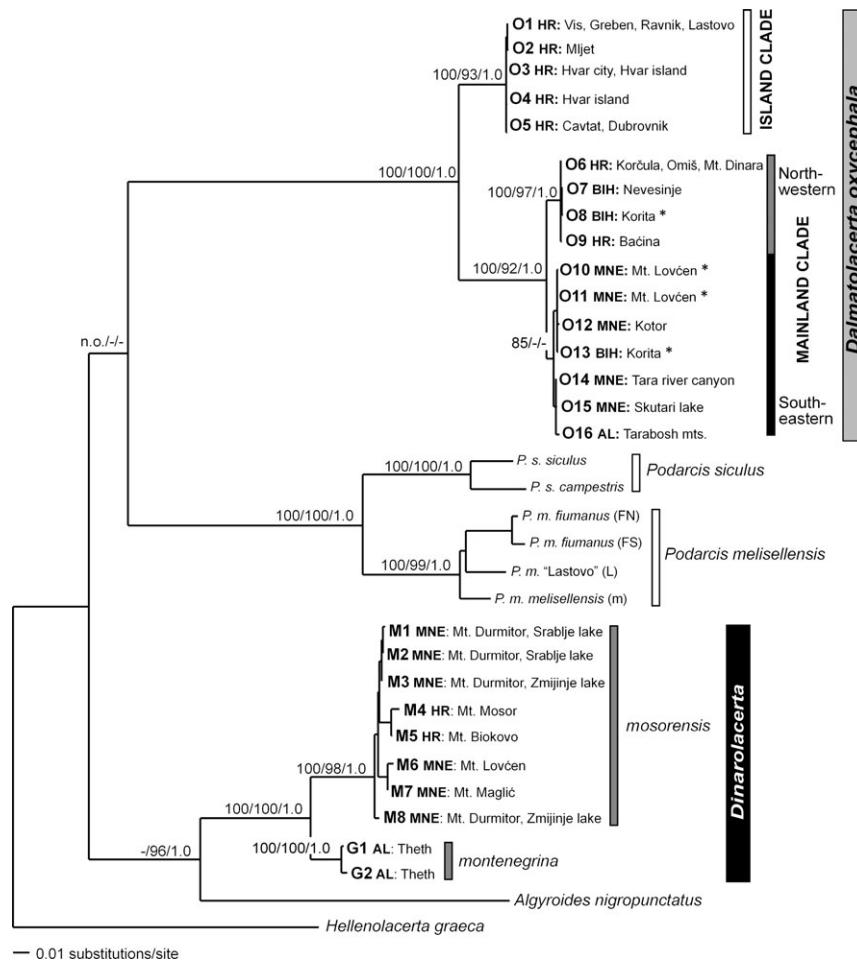 O1 HR: Vis, Greben, Ravnik, Lastovo
O2 HR: Mljet
O3 HR: Hvar city, Hvar island
100/93/1.0
O4 HR: Hvar island
O5 HR: Cavtat, Dubrovnik
ISLAND CLADE
100/100/1.0
O6 HR: Korčula, Omiš, Mt. Dinara
O7 BIH: Nevesinje
100/97/1.0
O8 BIH: Korita *
O9 HR: Baćina
North-
western
100/92/1.0
O10 MNE: Mt. Lovćen *
O11 MNE: Mt. Lovćen *
O12 MNE: Kotor
85/-/-
O13 BIH: Korita *
O14 MNE: Tara river canyon
O15 MNE: Skutari lake
O16 AL: Tarabosh mts.
South-
eastern
MAINLAND CLADE
Dalmatolacerta oxycephala
n.o./-/-
P. s. siculus
100/100/1.0
P. s. campestris
Podarcis siculus
100/100/1.0
P. m. fiumanus (FN)
P. m. fiumanus (FS)
100/99/1.0
P. m. "Lastovo" (L)
P. m. melisellensis (m)
Podarcis melisellensis
M1 MNE: Mt. Durmitor, Srablje lake
M2 MNE: Mt. Durmitor, Srablje lake
M3 MNE: Mt. Durmitor, Zmijinje lake
M4 HR: Mt. Mosor
M5 HR: Mt. Biokovo
100/98/1.0
M6 MNE: Mt. Lovćen
M7 MNE: Mt. Maglić
M8 MNE: Mt. Durmitor, Zmijinje lake
mosorensis
100/100/1.0
100/100/1.0
G1 AL: Theth
G2 AL: Theth
montenegrina
Dinarolacerta
-/96/1.0
Algyroides nigropunctatus
Hellenolacerta graeca
0.01 substitutions/site